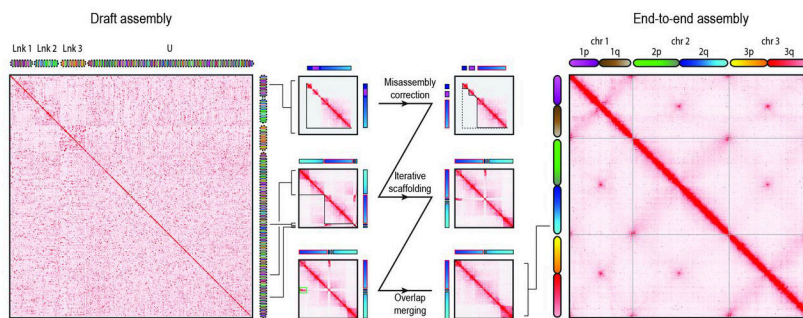 Draft assembly
End-to-end assembly
Lnk 1 Lnk 2 Lnk 3 U
chr 1 chr 2 chr 3
1p 1q 2p 2q 3p 3q
Misassembly
correction
Iterative
scaffolding
Overlap
merging